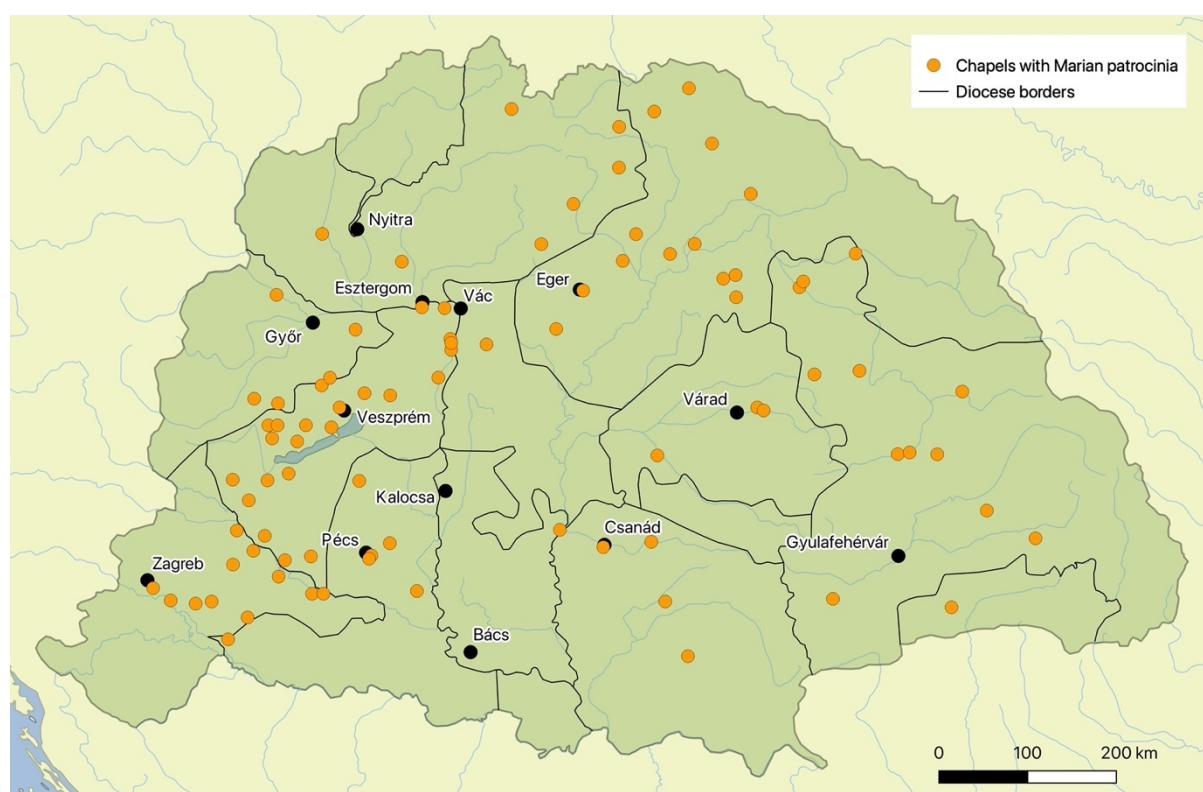 Chapels with Marian patrocinia
Diocese borders
Nyitra
Esztergom
Vác
Eger
Győr
Várad
Veszprém
Kalocsa
Csanád
Pécs
Gyulafehérvár
Zagreb
Bács
0 100 200 km